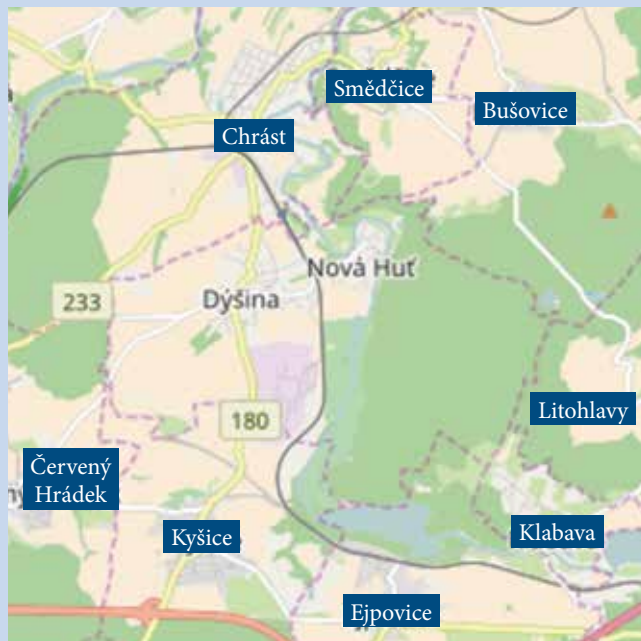 Smědčice
Bušovice
Chrást
Nová Huť
233
Dýšina
180
Litohlavy
Červený
Hrádek
Klabava
Kyšice
Ejpovice